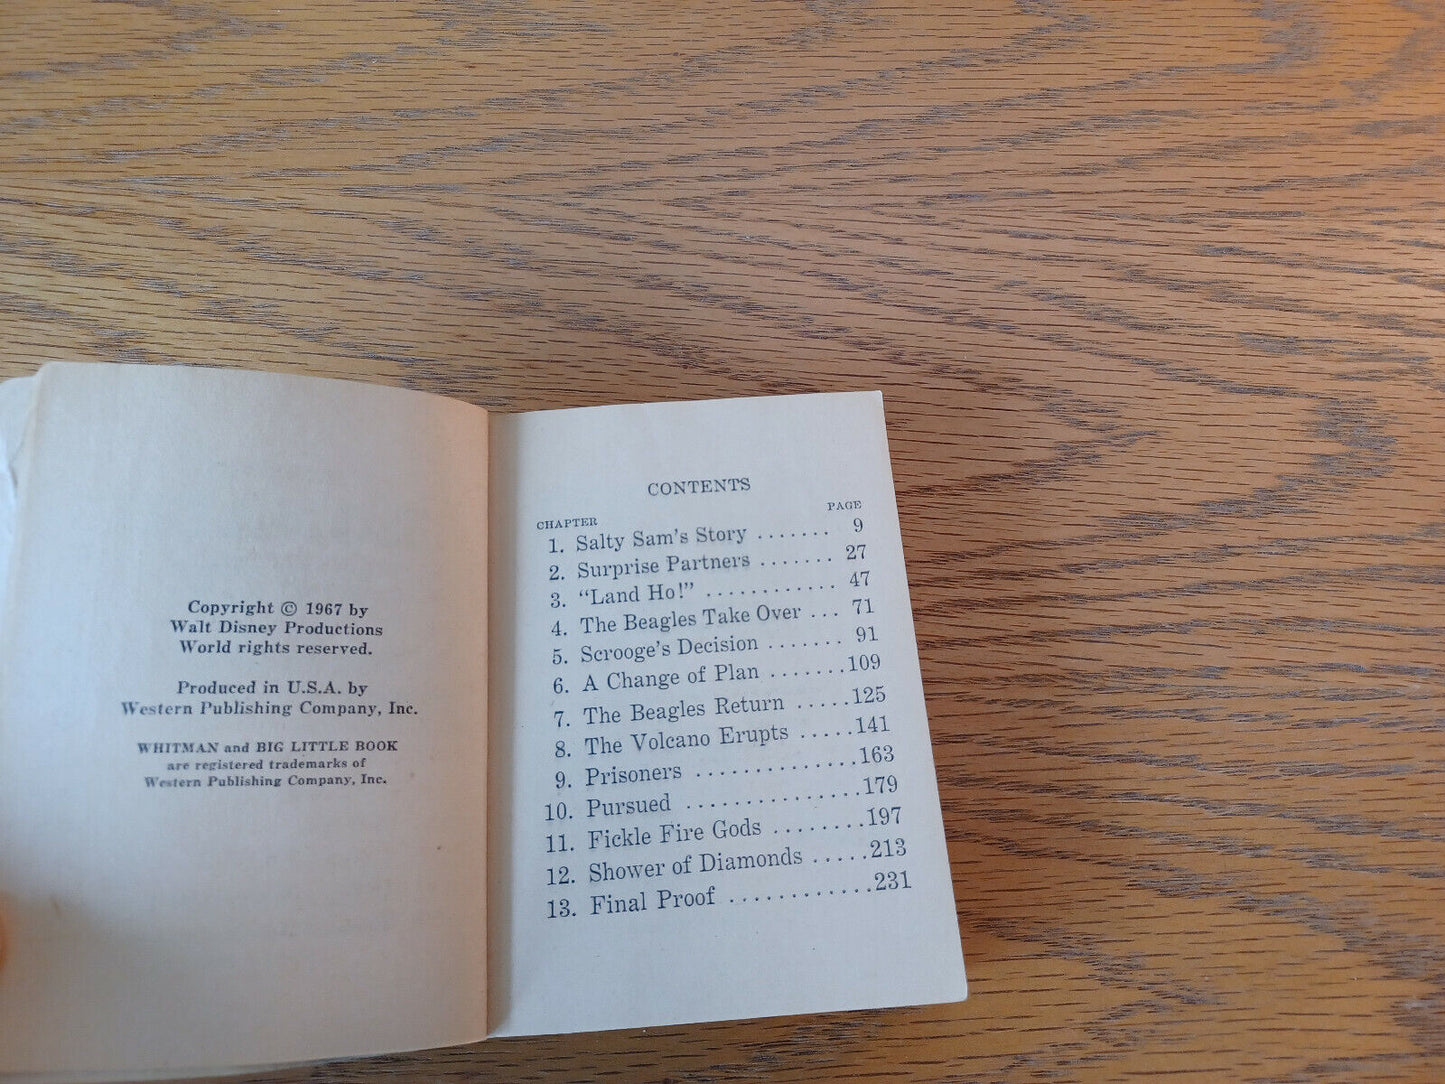 Copyright © 1967 by
Walt Disney Productions
World rights reserved.
Produced in U.S.A. by
Western Publishing Company, Inc.
WHITMAN and BIG LITTLE BOOK
are registered trademarks of
Western Publishing Company, Inc.
CONTENTS
CHAPTER PAGE
1. Salty Sam's Story ....... 9
2. Surprise Partners ....... 27
3. "Land Ho!" ............ 47
4. The Beagles Take Over ... 71
5. Scrooge's Decision ....... 91
6. A Change of Plan .......109
7. The Beagles Return .....125
8. The Volcano Erupts .....141
9. Prisoners ..............163
10. Pursued ...............179
11. Fickle Fire Gods ........197
12. Shower of Diamonds .....213
13. Final Proof ............231